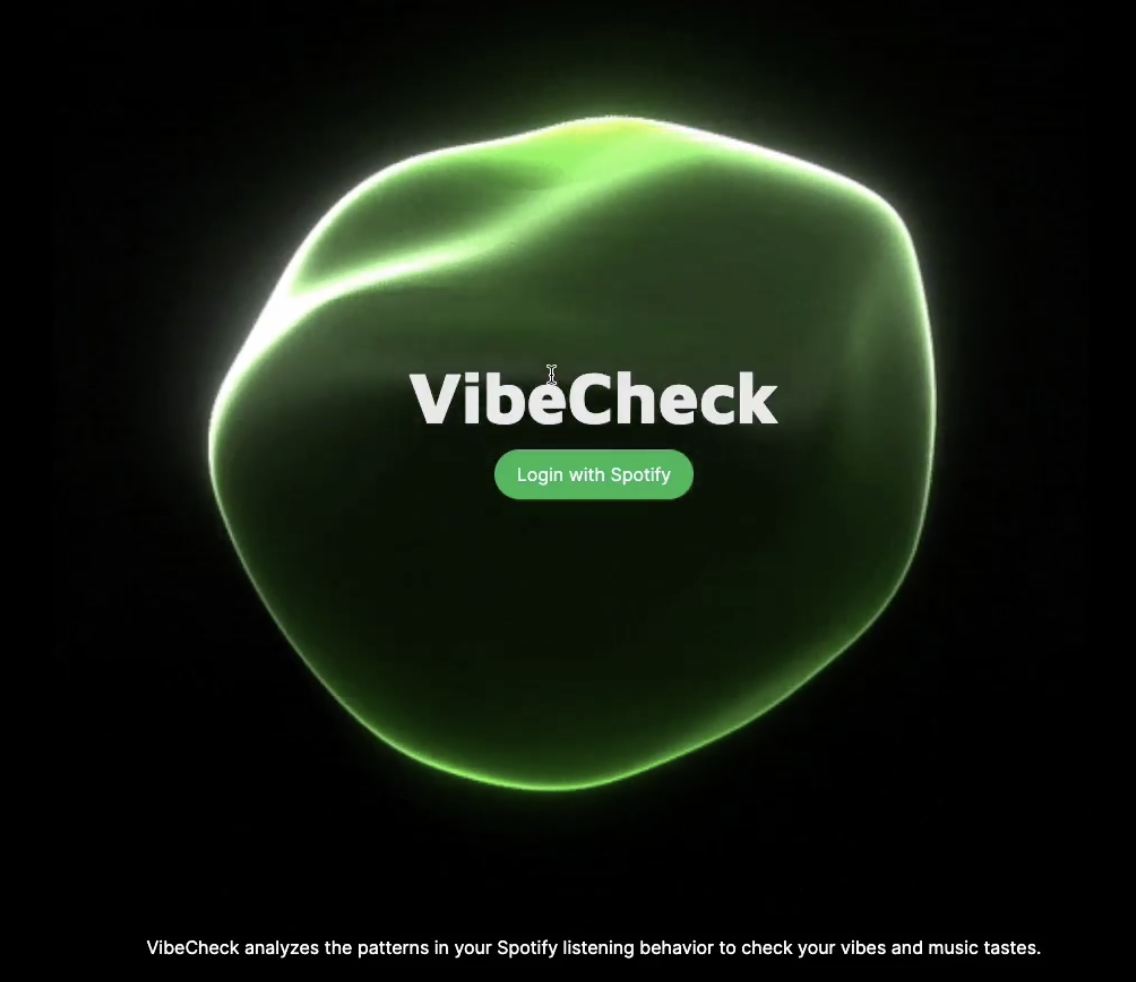 VibeCheck
Login with Spotify
VibeCheck analyzes the patterns in your Spotify listening behavior to check your vibes and music tastes.